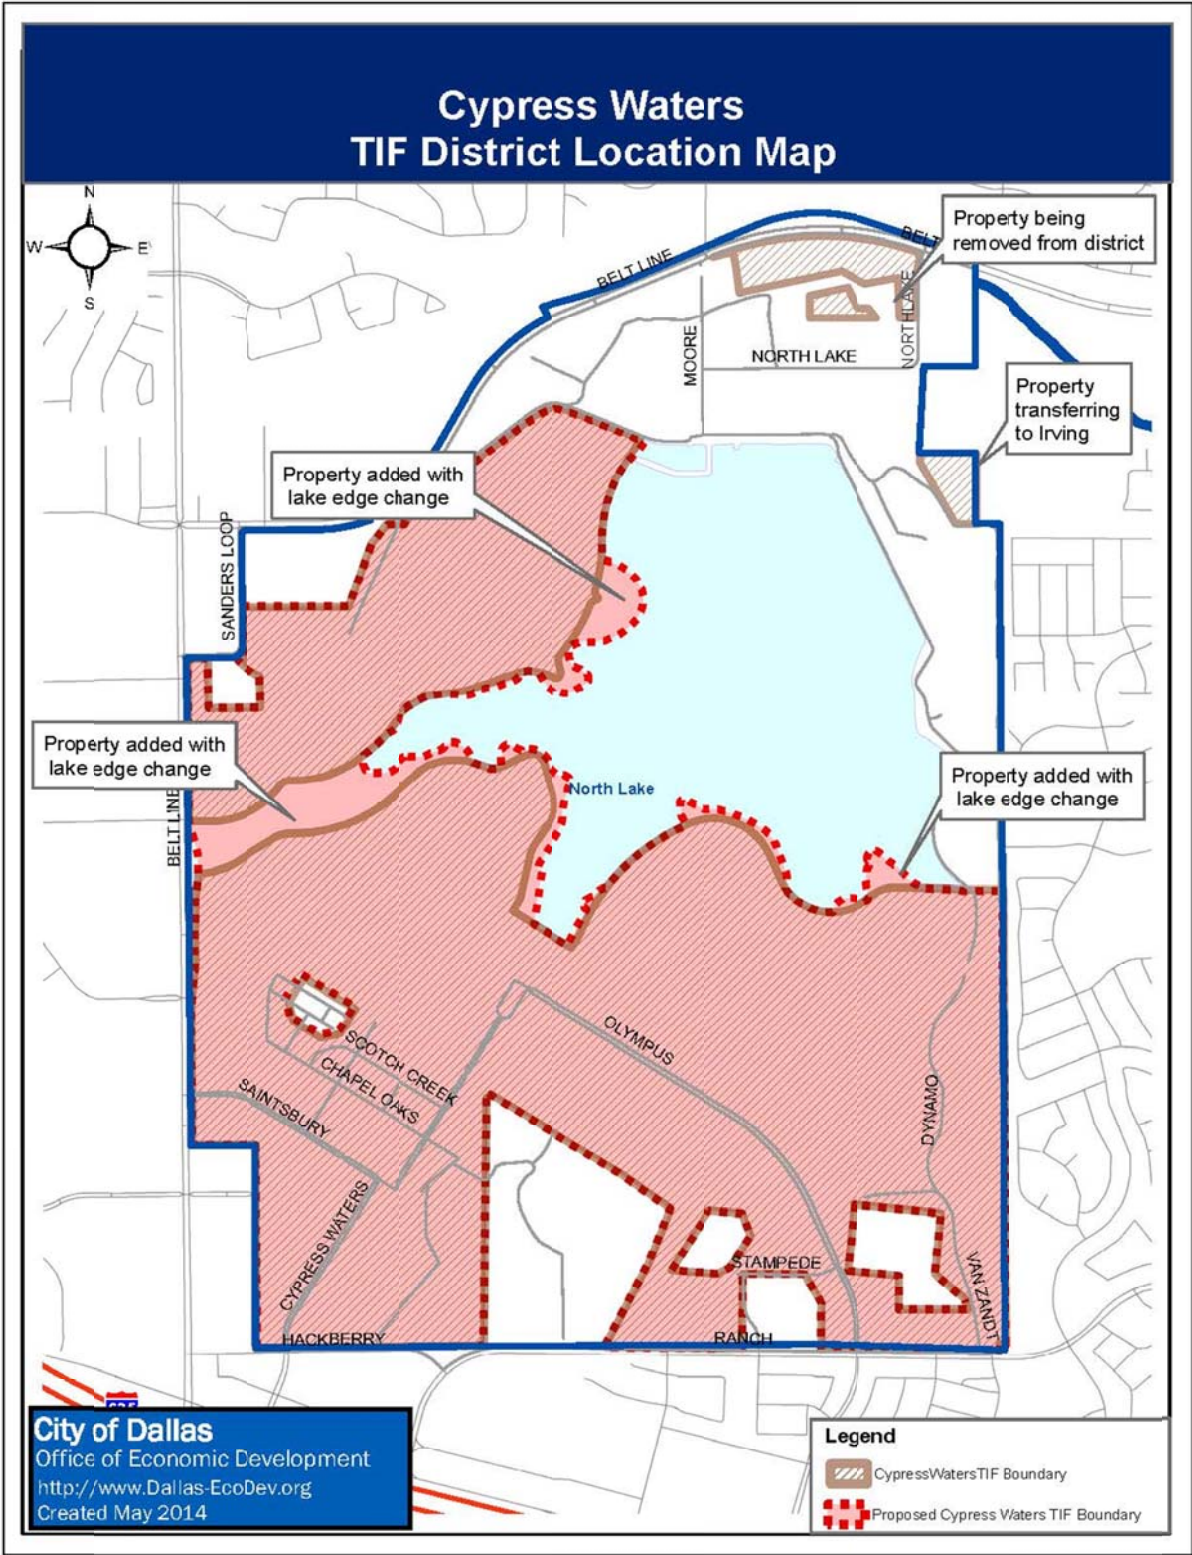 Cypress Waters
TIF District Location Map
N
W
E
S
Property being
removed from district
BELT LINE
BELT
NORTHLAKE
MOORE
NORTH LAKE
Property
transferring
to Irving
Property added with
lake edge change
SANDERS LOOP
Property added with
lake edge change
North Lake
Property added with
lake edge change
BELT LINE
OLYMPUS
SCOTCH CREEK
CHAPEL OAKS
SAINTSBURY
DYNAMO
CYPRESS WATERS
STAMPEDE
VAN ZANDT
HACKBERRY
RANCH
City of Dallas
Office of Economic Development
http://www.Dallas-EcoDev.org
Created May 2014
Legend
CypressWatersTIF Boundary
Proposed Cypress Waters TIF Boundary